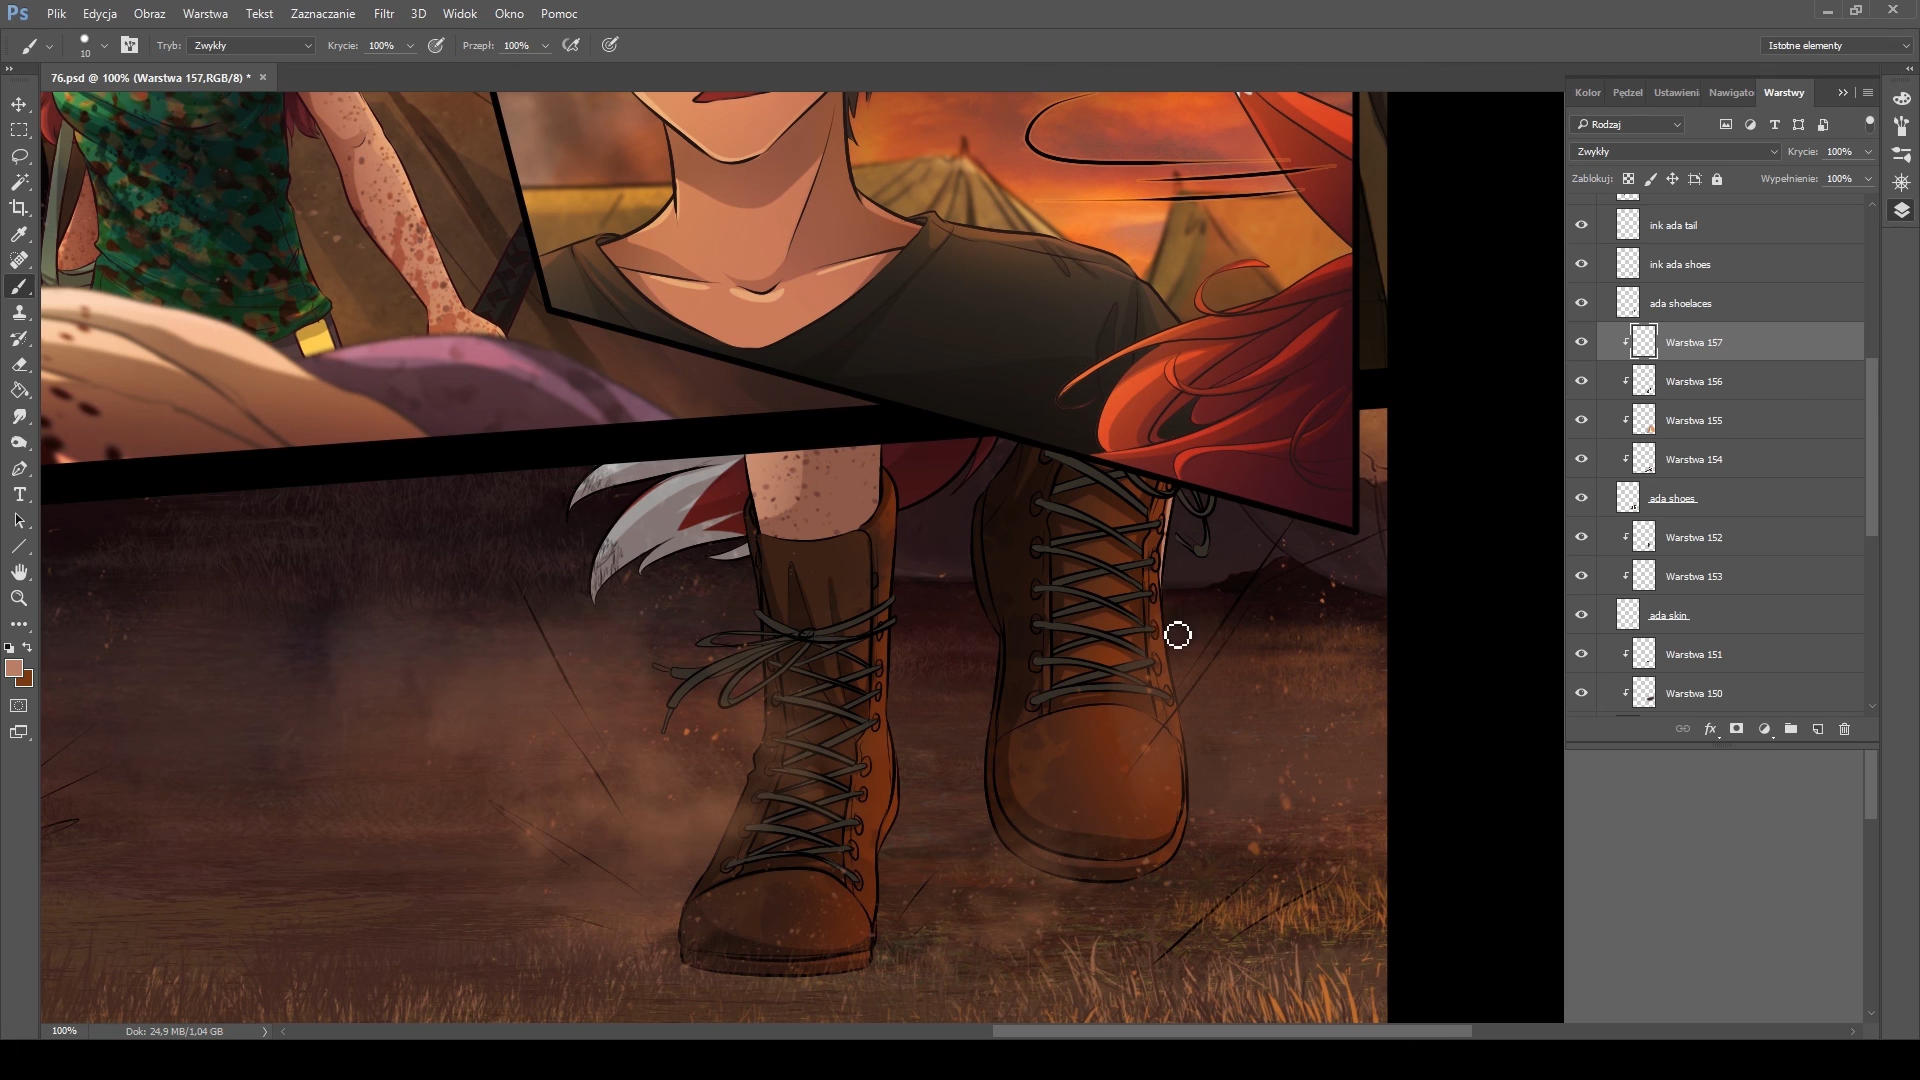 Ps Plik Edycja Obraz Warstwa Tekst Zaznaczanie Filtr 3D Widok Okno Pomoc
10 Tryb: Zwykły Krycie: 100% Przepł: 100% Istotne elementy
76.psd @ 100% (Warstwa 157,RGB/8) *
Kolor Pędzel Ustawieni Nawigato Warstwy
Rodzaj
Zwykły Krycie: 100%
Zablokuj: Wypełnienie: 100%
ink ada tail
ink ada shoes
ada shoelaces
Warstwa 157
Warstwa 156
Warstwa 155
Warstwa 154
ada shoes
Warstwa 152
Warstwa 153
ada skin
Warstwa 151
Warstwa 150
fx
100% Dok: 24,9 MB/1,04 GB